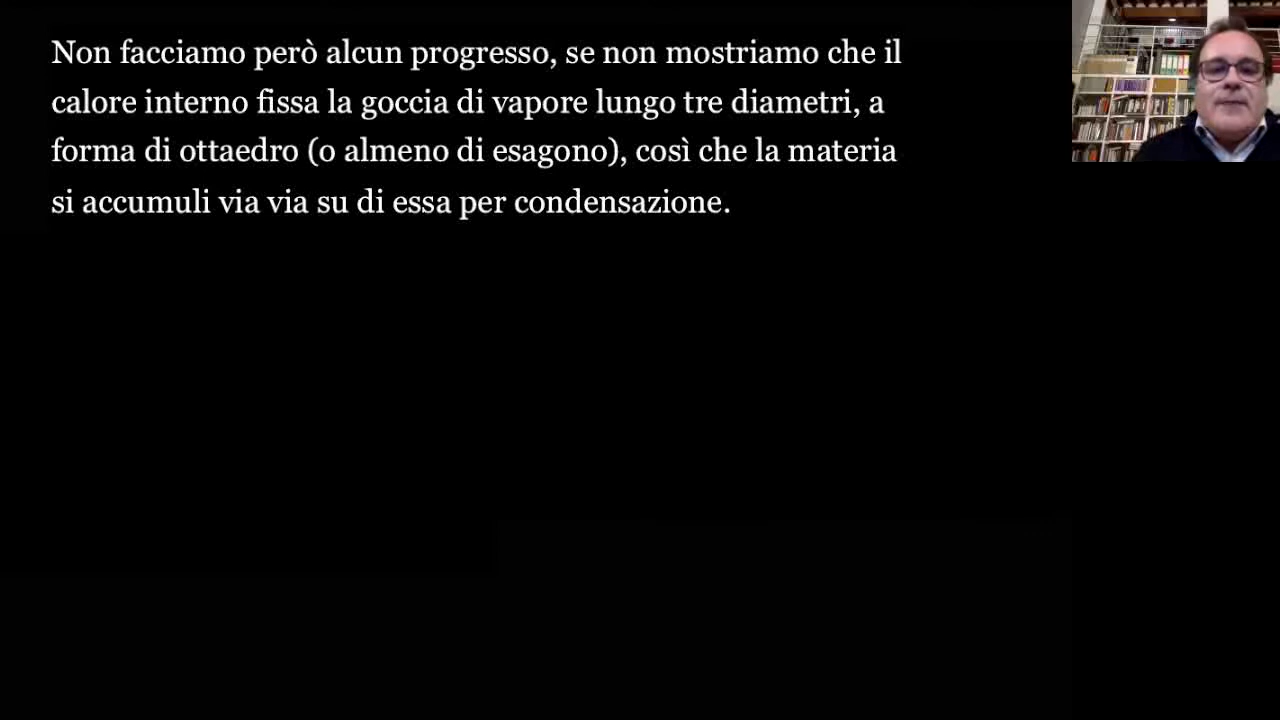 Non facciamo però alcun progresso, se non mostriamo che il
calore interno fissa la goccia di vapore lungo tre diametri, a
forma di ottaedro (o almeno di esagono), così che la materia
si accumuli via via su di essa per condensazione.